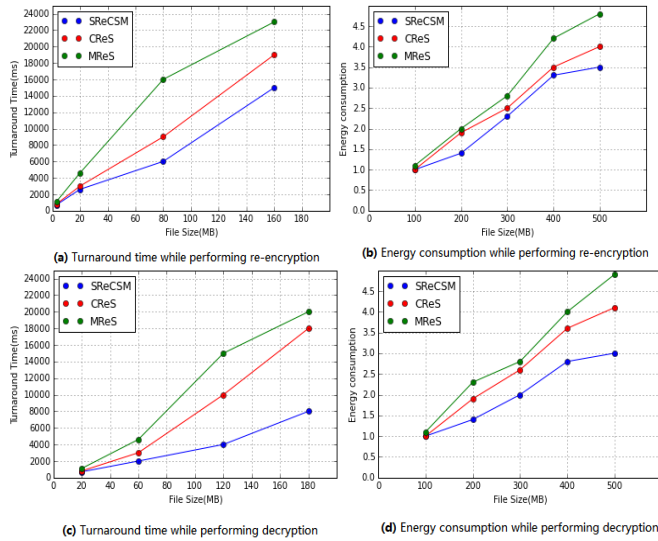 24000
22000
20000
18000
16000
14000
12000
10000
8000
6000
4000
2000
0
Turnaround Time(ms)
SReCSM
CReS
MReS
0 20 40 60 80 100 120 140 160 180
File Size(MB)
(a) Turnaround time while performing re-encryption
4.5
4.0
3.5
3.0
2.5
2.0
1.5
1.0
0.5
0.0
Energy consumption
SReCSM
CReS
MReS
0 100 200 300 400 500
File Size(MB)
(b) Energy consumption while performing re-encryption
24000
22000
20000
18000
16000
14000
12000
10000
8000
6000
4000
2000
0
Turnaround Time(ms)
SReCSM
CReS
MReS
0 20 40 60 80 100 120 140 160 180
File Size(MB)
(c) Turnaround time while performing decryption
4.5
4.0
3.5
3.0
2.5
2.0
1.5
1.0
0.5
0.0
Energy consumption
SReCSM
CReS
MReS
0 100 200 300 400 500
File Size(MB)
(d) Energy consumption while performing decryption